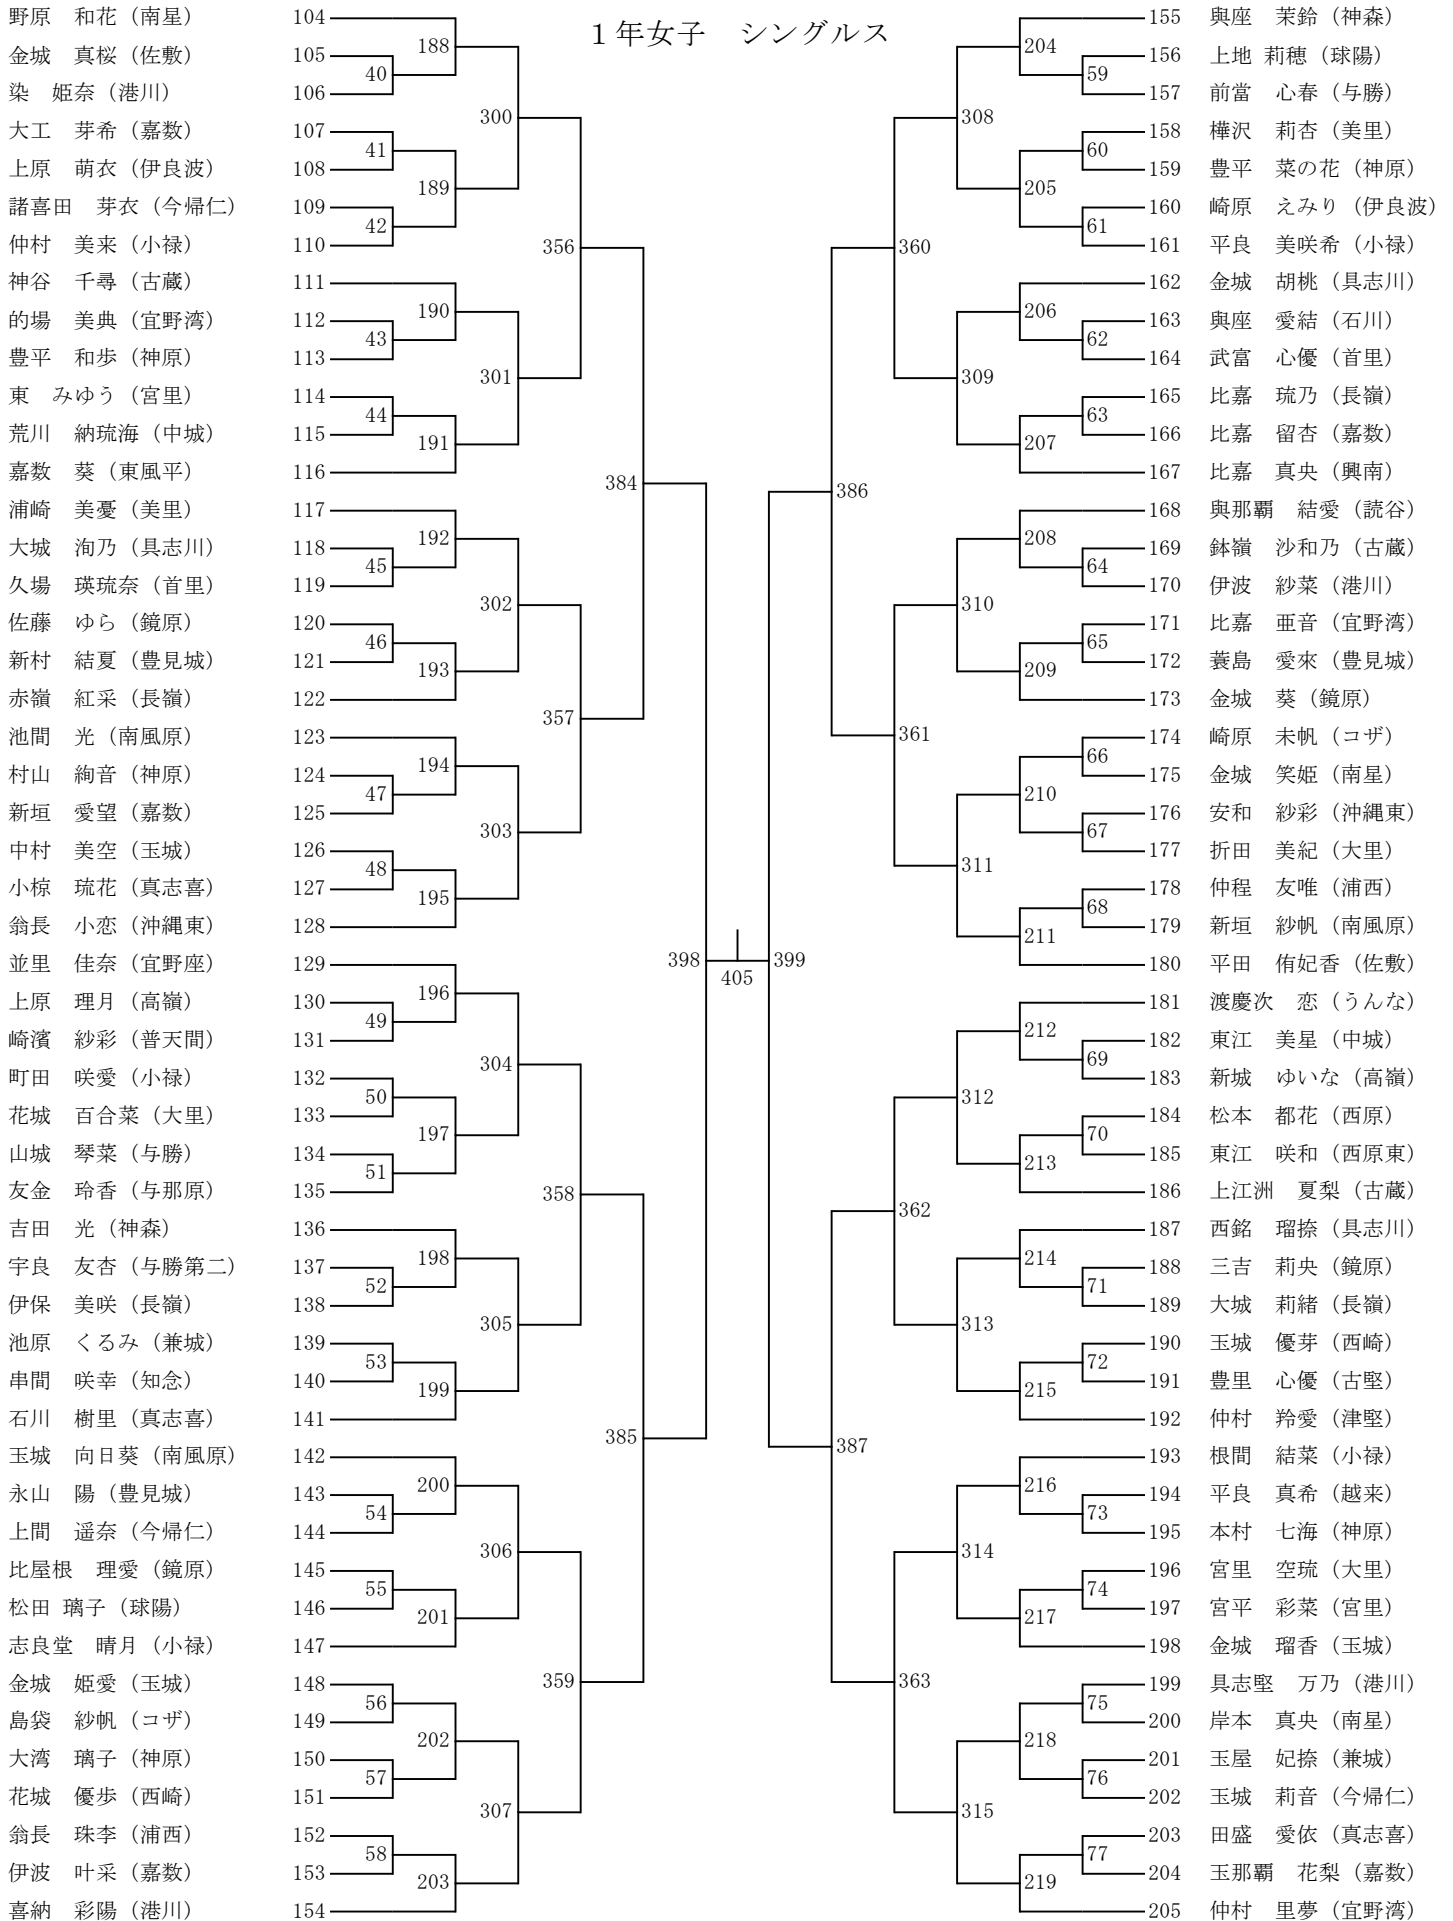 １年女子　シングルス
野原　和花（南星） 104
金城　真桜（佐敷） 105
染　姫奈（港川） 106
大工　芽希（嘉数） 107
上原　萌衣（伊良波） 108
諸喜田　芽衣（今帰仁） 109
仲村　美来（小禄） 110
神谷　千尋（古蔵） 111
的場　美典（宜野湾） 112
豊平　和歩（神原） 113
東　みゆう（宮里） 114
荒川　納琉海（中城） 115
嘉数　葵（東風平） 116
浦崎　美憂（美里） 117
大城　洵乃（具志川） 118
久場　瑛琉奈（首里） 119
佐藤　ゆら（鏡原） 120
新村　結夏（豊見城） 121
赤嶺　紅采（長嶺） 122
池間　光（南風原） 123
村山　絢音（神原） 124
新垣　愛望（嘉数） 125
中村　美空（玉城） 126
小椋　琉花（真志喜） 127
翁長　小恋（沖縄東） 128
並里　佳奈（宜野座） 129
上原　理月（高嶺） 130
崎濱　紗彩（普天間） 131
町田　咲愛（小禄） 132
花城　百合菜（大里） 133
山城　琴菜（与勝） 134
友金　玲香（与那原） 135
吉田　光（神森） 136
宇良　友杏（与勝第二） 137
伊保　美咲（長嶺） 138
池原　くるみ（兼城） 139
串間　咲幸（知念） 140
石川　樹里（真志喜） 141
玉城　向日葵（南風原） 142
永山　陽（豊見城） 143
上間　遥奈（今帰仁） 144
比屋根　理愛（鏡原） 145
松田 璃子（球陽） 146
志良堂　晴月（小禄） 147
金城　姫愛（玉城） 148
島袋　紗帆（コザ） 149
大湾　璃子（神原） 150
花城　優歩（西崎） 151
翁長　珠李（浦西） 152
伊波　叶采（嘉数） 153
喜納　彩陽（港川） 154
40
41
42
43
44
45
46
47
48
49
50
51
52
53
54
55
56
57
58
188
189
190
191
192
193
194
195
196
197
198
199
200
201
202
203
300
301
302
303
304
305
306
307
356
357
358
359
384
385
398
405
399
386
387
360
361
362
363
308
309
310
311
312
313
314
315
204
205
206
207
208
209
210
211
212
213
214
215
216
217
218
219
59
60
61
62
63
64
65
66
67
68
69
70
71
72
73
74
75
76
77
155 與座　茉鈴（神森）
156 上地 莉穂（球陽）
157 前當　心春（与勝）
158 樺沢　莉杏（美里）
159 豊平　菜の花（神原）
160 崎原　えみり（伊良波）
161 平良　美咲希（小禄）
162 金城　胡桃（具志川）
163 與座　愛結（石川）
164 武富　心優（首里）
165 比嘉　琉乃（長嶺）
166 比嘉　留杏（嘉数）
167 比嘉　真央（興南）
168 與那覇　結愛（読谷）
169 鉢嶺　沙和乃（古蔵）
170 伊波　紗菜（港川）
171 比嘉　亜音（宜野湾）
172 蓑島　愛來（豊見城）
173 金城　葵（鏡原）
174 崎原　未帆（コザ）
175 金城　笑姫（南星）
176 安和　紗彩（沖縄東）
177 折田　美紀（大里）
178 仲程　友唯（浦西）
179 新垣　紗帆（南風原）
180 平田　侑妃香（佐敷）
181 渡慶次　恋（うんな）
182 東江　美星（中城）
183 新城　ゆいな（高嶺）
184 松本　都花（西原）
185 東江　咲和（西原東）
186 上江洲　夏梨（古蔵）
187 西銘　瑠捺（具志川）
188 三吉　莉央（鏡原）
189 大城　莉緒（長嶺）
190 玉城　優芽（西崎）
191 豊里　心優（古堅）
192 仲村　羚愛（津堅）
193 根間　結菜（小禄）
194 平良　真希（越来）
195 本村　七海（神原）
196 宮里　空琉（大里）
197 宮平　彩菜（宮里）
198 金城　瑠香（玉城）
199 具志堅　万乃（港川）
200 岸本　真央（南星）
201 玉屋　妃捺（兼城）
202 玉城　莉音（今帰仁）
203 田盛　愛依（真志喜）
204 玉那覇　花梨（嘉数）
205 仲村　里夢（宜野湾）